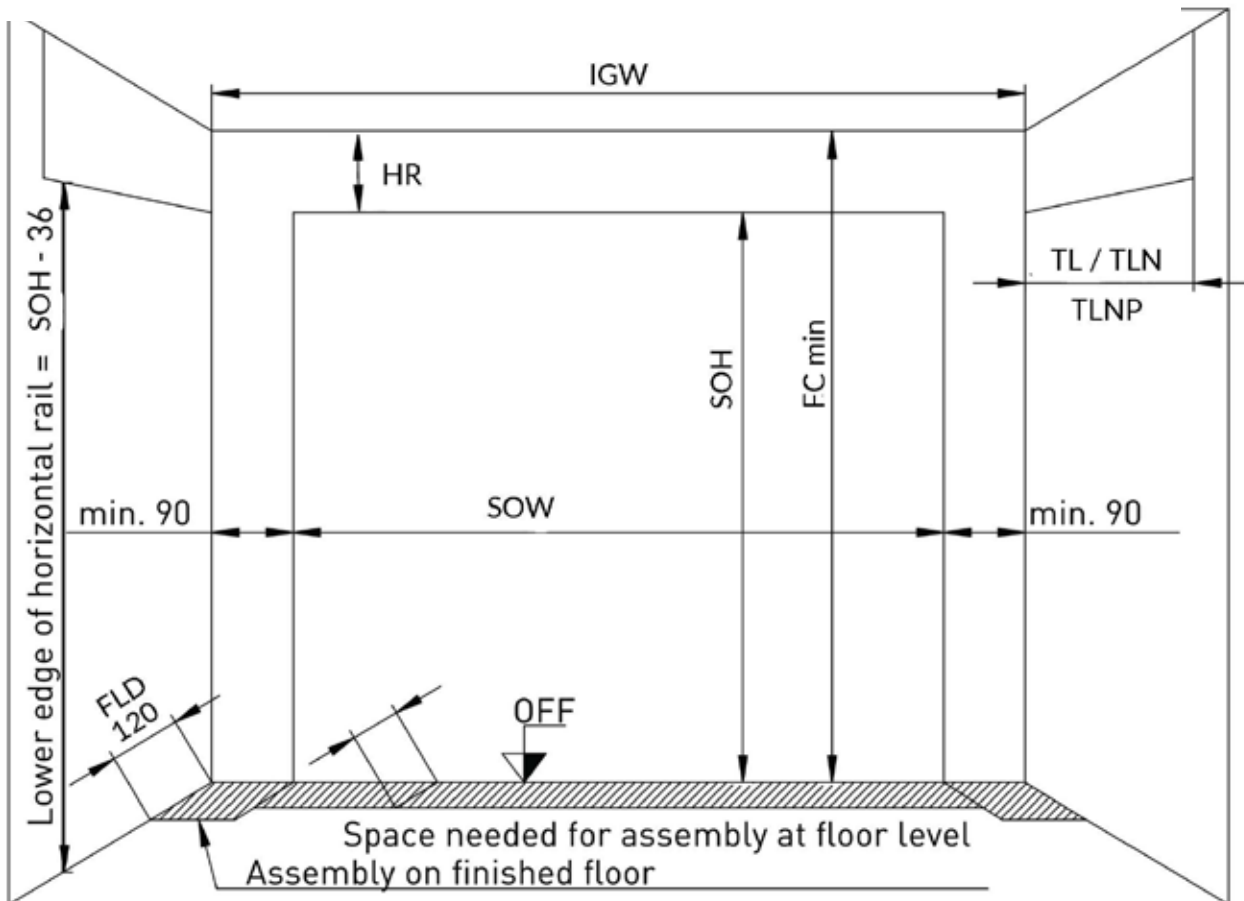 IGW
HR
TL / TLN
TLNP
Lower edge of horizontal rail = SOH - 36
SOH
FC min
min. 90
SOW
min. 90
FLD
120
OFF
Space needed for assembly at floor level
Assembly on finished floor